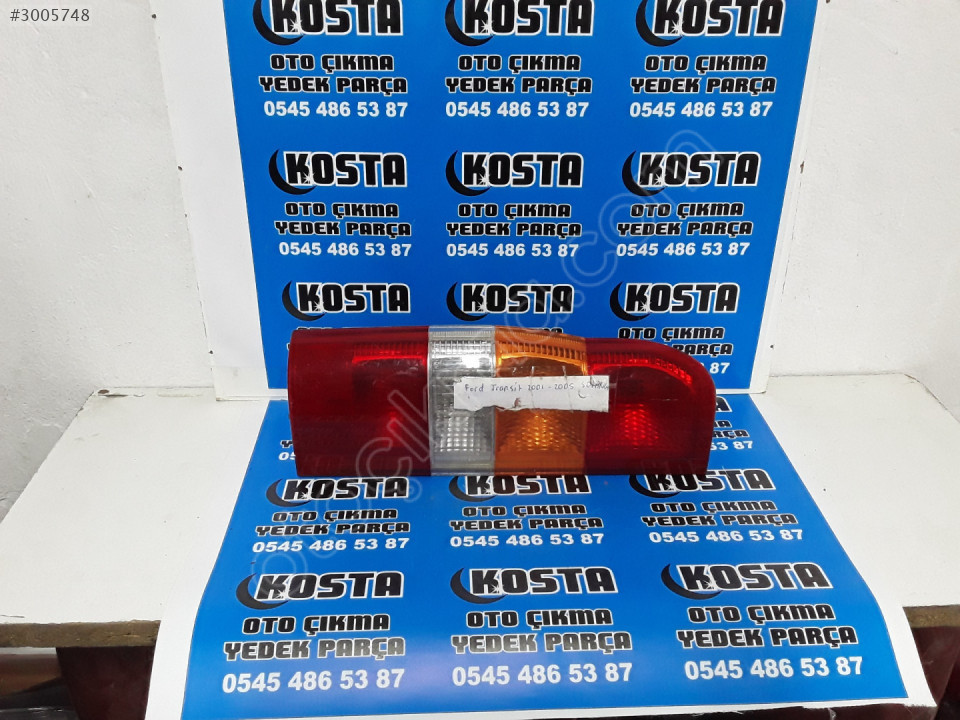 #3005748
KOSTA KOSTA KOSTA
OTO ÇIKMA OTO ÇIKMA OTO ÇIKMA
YEDEK PARÇA YEDEK PARÇA YEDEK PARÇA
0545 486 53 87 0545 486 53 87 0545 486 53 87
KOSTA KOSTA KOSTA
OTO ÇIKMA OTO ÇIKMA OTO ÇIKMA
YEDEK PARÇA YEDEK PARÇA YEDEK PARÇA
0545 486 53 87 0545 486 53 87 0545 486 53 87
KOSTA KOSTA KOSTA
OTO ÇIKMA
YEDEK PARÇA
Ford Transit 2001-2005
KOSTA KOSTA KOSTA
OTO ÇIKMA OTO ÇIKMA OTO ÇIKMA
YEDEK PARÇA YEDEK PARÇA YEDEK PARÇA
0545 486 53 87 0545 486 53 87 0545 486 53 87
KOSTA KOSTA KOSTA
OTO ÇIKMA OTO ÇIKMA OTO ÇIKMA
YEDEK PARÇA YEDEK PARÇA YEDEK PARÇA
0545 486 53 87 0545 486 53 87 0545 486 53 87